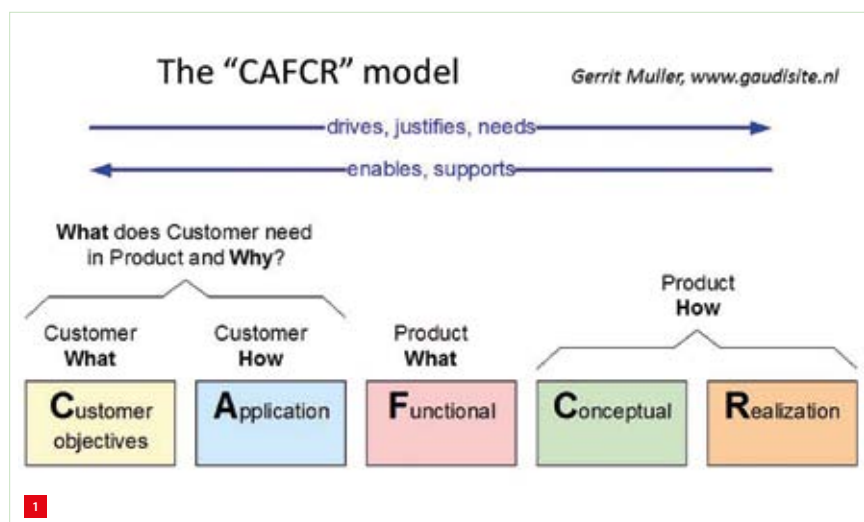 The “CAFCR” model
Gerrit Muller, www.gaudisite.nl
drives, justifies, needs
enables, supports
What does Customer need
in Product and Why?
Product
How
Customer
What
Customer
How
Product
What
Customer
objectives
Application
Functional
Conceptual
Realization
1